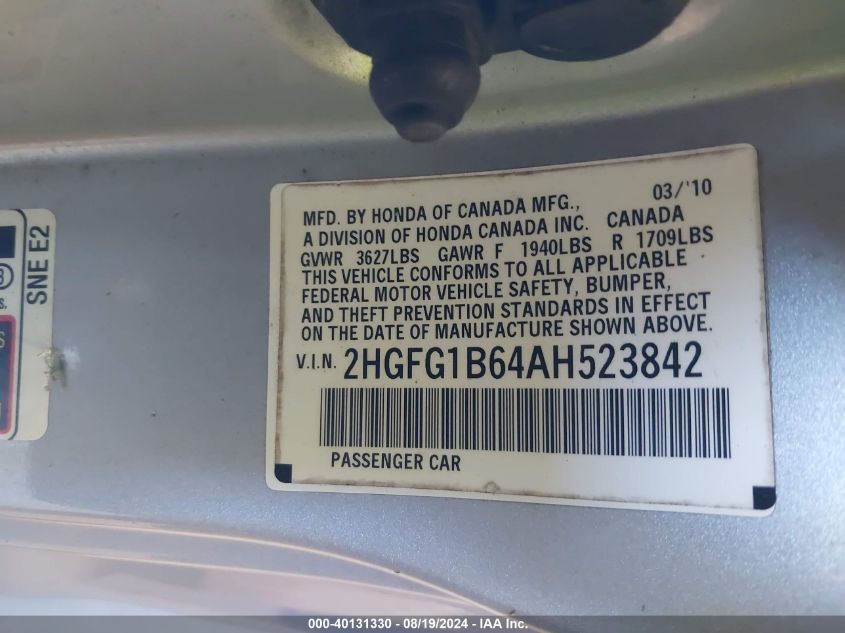 03/'10
MFD. BY HONDA OF CANADA MFG.,
A DIVISION OF HONDA CANADA INC. CANADA
GVWR 3627LBS GAWR F 1940LBS R 1709LBS
THIS VEHICLE CONFORMS TO ALL APPLICABLE
FEDERAL MOTOR VEHICLE SAFETY, BUMPER,
AND THEFT PREVENTION STANDARDS IN EFFECT
ON THE DATE OF MANUFACTURE SHOWN ABOVE.
V.I.N. 2HGFG1B64AH523842
PASSENGER CAR
SNE E2
000-40131330 - 08/19/2024 - IAA Inc.